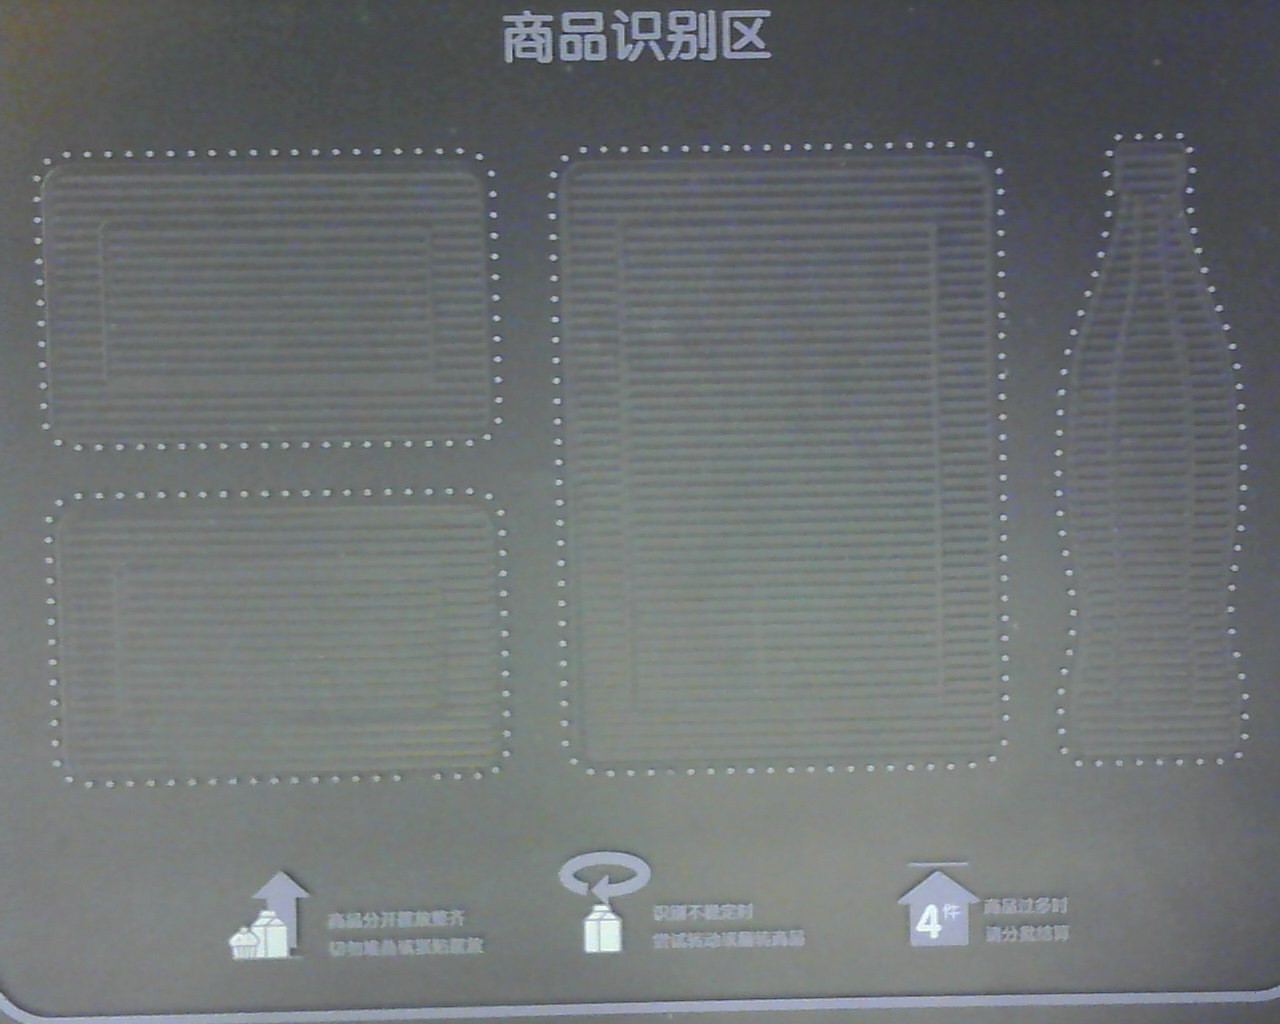 商品识别区
商品分开摆放整齐
切勿堆叠或紧贴摆放
识别不稳定时
尝试转动或翻转商品
4件
商品过多时
请分批结算